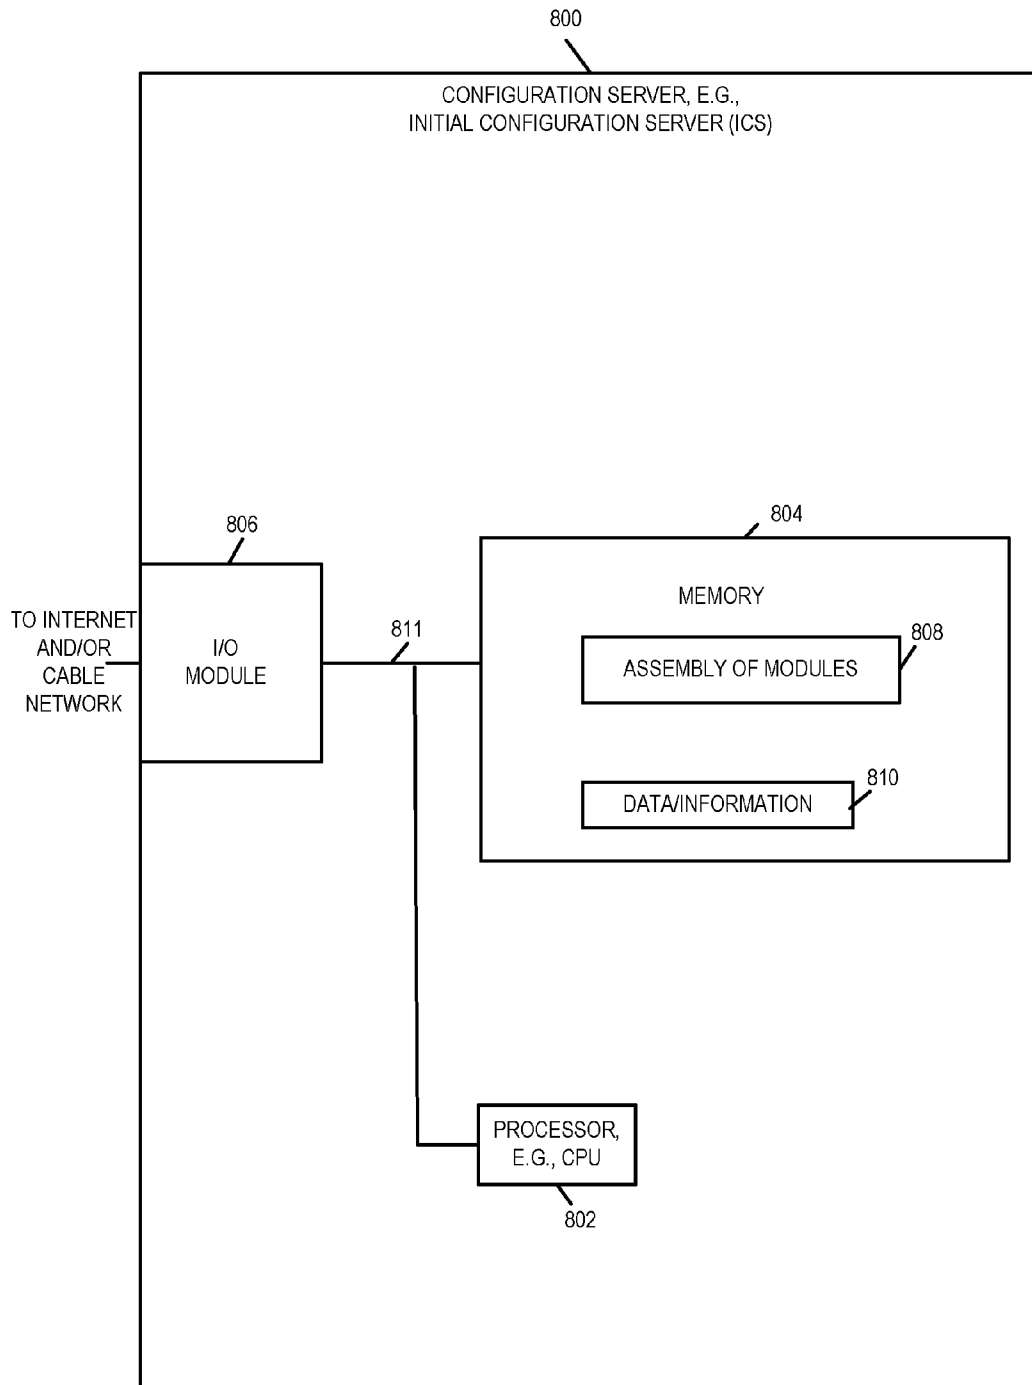 800
CONFIGURATION SERVER, E.G.,
INITIAL CONFIGURATION SERVER (ICS)
804
806
MEMORY
TO INTERNET
AND/OR
CABLE
NETWORK
I/O
MODULE
811
808
ASSEMBLY OF MODULES
810
DATA/INFORMATION
PROCESSOR,
E.G., CPU
802